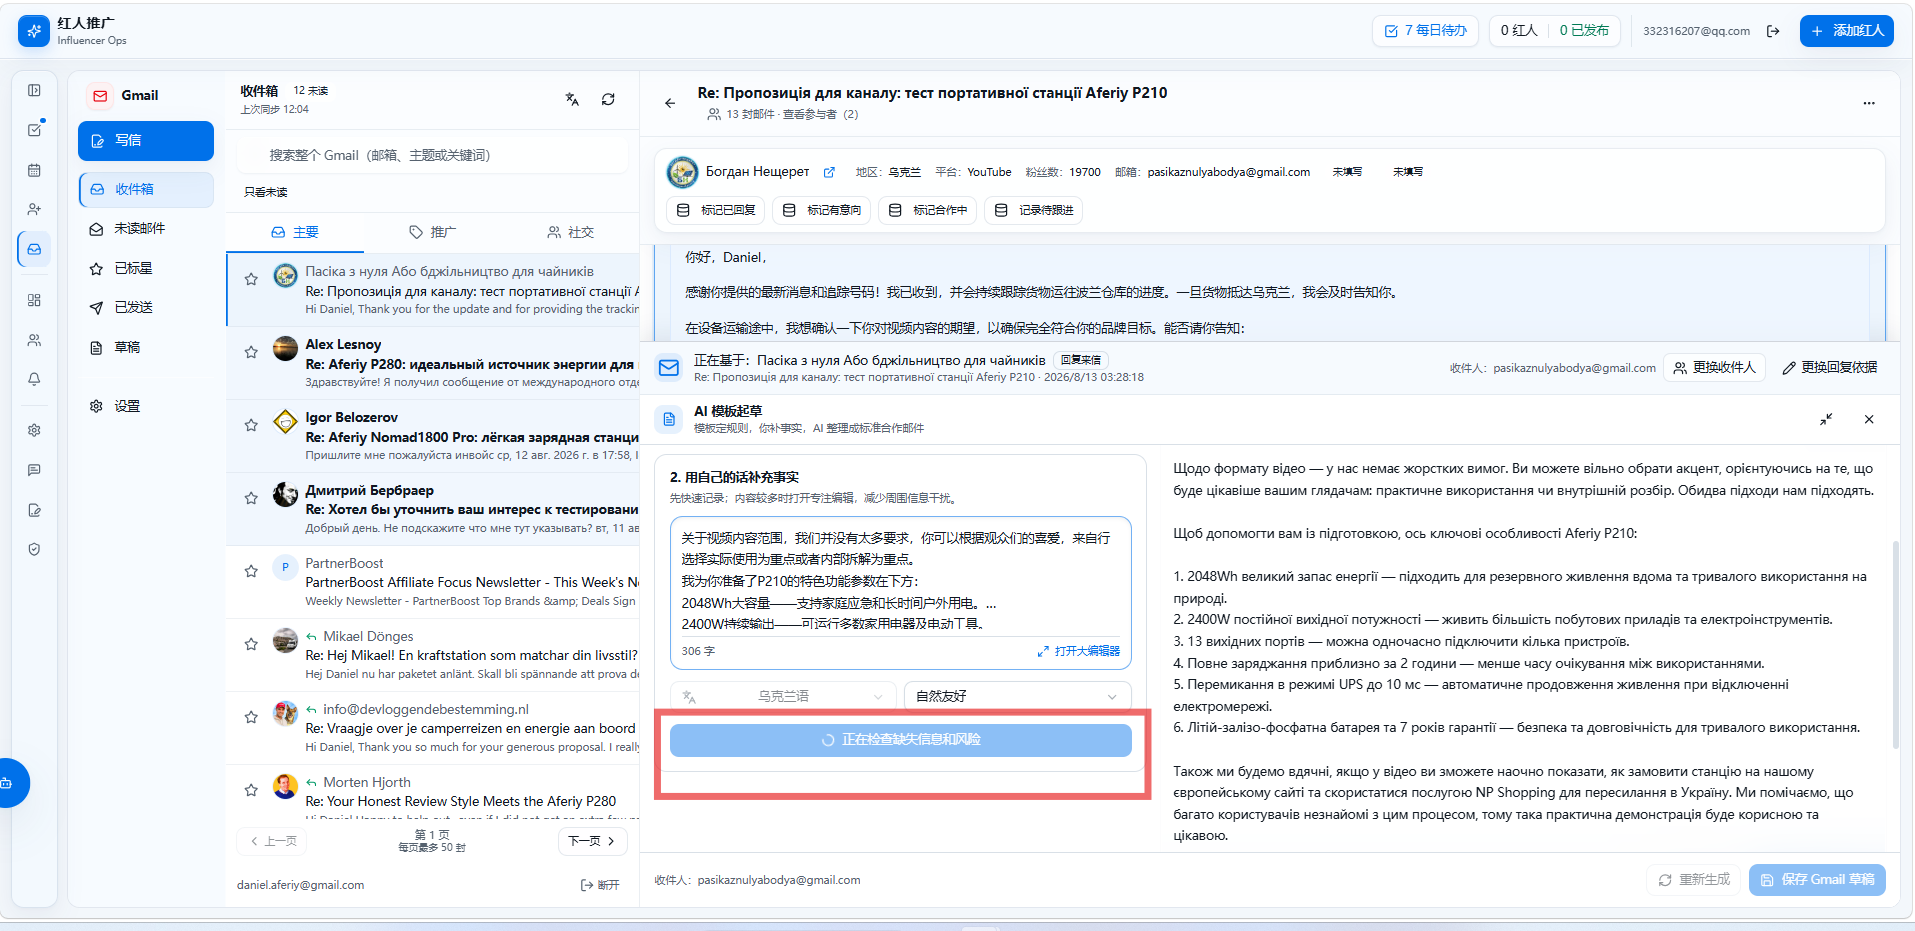 红人推广
Influencer Ops
7 每日待办
0 红人
0 已发布
332316207@qq.com
添加红人
Gmail
写信
收件箱
未读邮件
已标星
已发送
草稿
设置
收件箱 12 未读
上次同步 12:04
搜索整个 Gmail（邮箱、主题或关键词）
只看未读
主要
推广
社交
Пасіка з нуля Або бджільництво для чайників
Re: Пропозиція для каналу: тест портативної станції A
Hi Daniel, Thank you for the update and for providing the trackin
Alex Lesnoy
Re: Aferiy P280: идеальный источник энергии для
Здравствуйте! Я получил сообщение от международного отде
Igor Belozerov
Re: Aferiy Nomad1800 Pro: лёгкая зарядная станци
Пришлите мне пожалуйста инвойс ср, 12 авг. 2026 г. в 17:58, I
Дмитрий Бербраер
Re: Хотел бы уточнить ваш интерес к тестировани
Добрый день. Не подскажите что мне тут указывать? вт, 11 ав
P
PartnerBoost
PartnerBoost Affiliate Focus Newsletter - This Week's N
Weekly Newsletter - PartnerBoost Top Brands &amp; Deals Sign
Mikael Dönges
Re: Hej Mikael! En kraftstation som matchar din livsstil?
Hej Daniel nu har paketet anlänt. Skall bli spännande att prova de
info@devloggendebestemming.nl
Re: Vraagje over je camperreizen en energie aan boord
Hi Daniel, Thank you so much for your generous proposal. I really
Morten Hjorth
Re: Your Honest Review Style Meets the Aferiy P280
上一页
第 1 页
每页最多 50 封
下一页
daniel.aferiy@gmail.com
断开
Re: Пропозиція для каналу: тест портативної станції Aferiy P210
13 封邮件 · 查看参与者（2）
Богдан Нещерет
地区：乌克兰
平台：YouTube
粉丝数：19700
邮箱：pasikaznulyabodya@gmail.com
未填写
未填写
标记已回复
标记有意向
标记合作中
记录待跟进
你好，Daniel，
感谢你提供的最新消息和追踪号码！我已收到，并会持续跟踪货物运往波兰仓库的进度。一旦货物抵达乌克兰，我会及时告知你。
在设备运输途中，我想确认一下你对视频内容的期望，以确保完全符合你的品牌目标。能否请你告知：
正在基于：Пасіка з нуля Або бджільництво для чайників 回复来信
Re: Пропозиція для каналу: тест портативної станції Aferiy P210 · 2026/8/13 03:28:18
收件人：pasikaznulyabodya@gmail.com
更换收件人
更换回复依据
AI 模板起草
模板定规则，你补事实，AI 整理成标准合作邮件
2. 用自己的话补充事实
先快速记录；内容较多时打开专注编辑，减少周围信息干扰。
关于视频内容范围，我们并没有太多要求，你可以根据观众们的喜爱，来自行
选择实际使用为重点或者内部拆解为重点。
我为你准备了P210的特色功能参数在下方：
2048Wh大容量——支持家庭应急和长时间户外用电。...
2400W持续输出——可运行多数家用电器及电动工具。
306 字
打开大编辑器
乌克兰语
自然友好
正在检查缺失信息和风险
Щодо формату відео — у нас немає жорстких вимог. Ви можете вільно обрати акцент, орієнтуючись на те, що
буде цікавіше вашим глядачам: практичне використання чи внутрішній розбір. Обидва підходи нам підходять.
Щоб допомогти вам із підготовкою, ось ключові особливості Aferiy P210:
1. 2048Wh великий запас енергії — підходить для резервного живлення вдома та тривалого використання на
природі.
2. 2400W постійної вихідної потужності — живить більшість побутових приладів та електроінструментів.
3. 13 вихідних портів — можна одночасно підключити кілька пристроїв.
4. Повне заряджання приблизно за 2 години — менше часу очікування між використаннями.
5. Перемикання в режимі UPS до 10 мс — автоматичне продовження живлення при відключенні
електромережі.
6. Літій-залізо-фосфатна батарея та 7 років гарантії — безпека та довговічність для тривалого використання.
Також ми будемо вдячні, якщо у відео ви зможете наочно показати, як замовити станцію на нашому
європейському сайті та скористатися послугою NP Shopping для пересилання в Україну. Ми помічаємо, що
багато користувачів незнайомі з цим процесом, тому така практична демонстрація буде корисною та
цікавою.
收件人：pasikaznulyabodya@gmail.com
重新生成
保存 Gmail 草稿